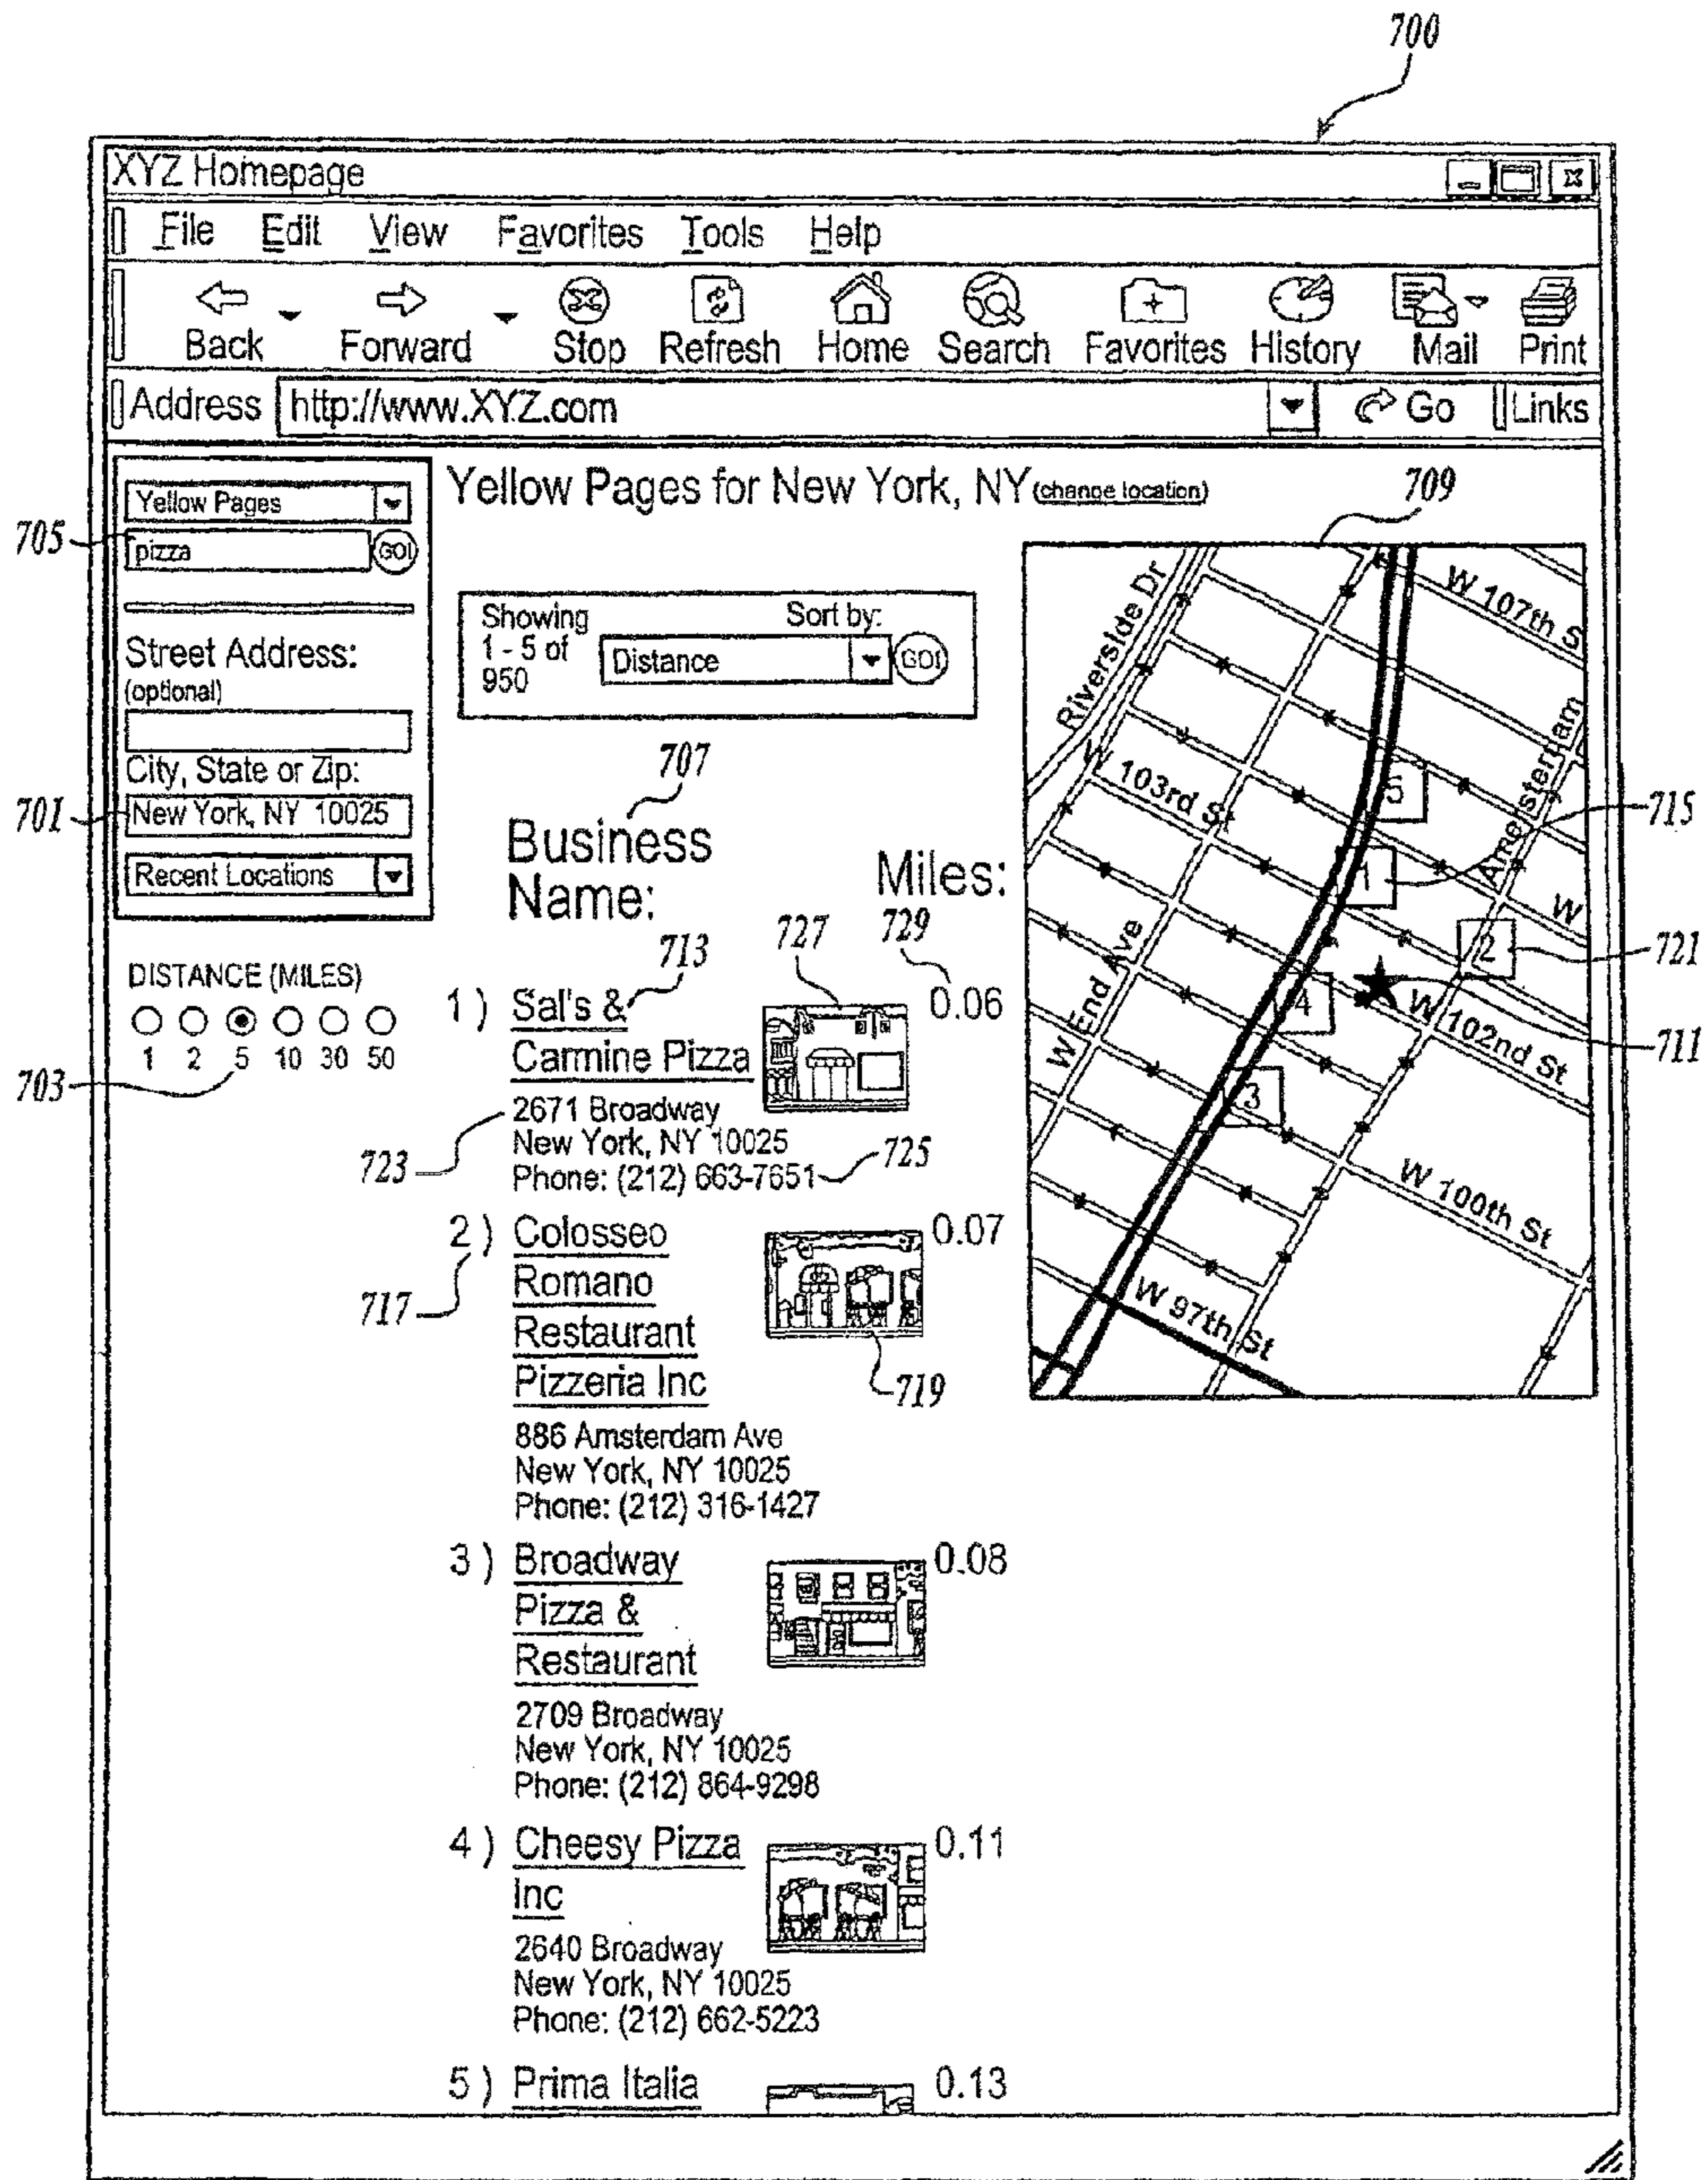 700
XYZ Homepage
File Edit View Favorites Tools Help
Back Forward Stop Refresh Home Search Favorites History Mail Print
Address http://www.XYZ.com Go Links
Yellow Pages
705
pizza GO!
Street Address:
(optional)
City, State or Zip:
701
New York, NY 10025
Recent Locations
DISTANCE (MILES)
1 2 5 10 30 50
703
Yellow Pages for New York, NY (change location)
Showing
1 - 5 of
950
Sort by:
Distance GO!
707
Business
Name:
Miles:
713
727
729
1 ) Sal's &
Carmine Pizza
0.06
2671 Broadway
New York, NY 10025
Phone: (212) 663-7651
723
725
2 ) Colosseo
Romano
Restaurant
Pizzeria Inc
0.07
717
719
886 Amsterdam Ave
New York, NY 10025
Phone: (212) 316-1427
3 ) Broadway
Pizza &
Restaurant
0.08
2709 Broadway
New York, NY 10025
Phone: (212) 864-9298
4 ) Cheesy Pizza
Inc
0.11
2640 Broadway
New York, NY 10025
Phone: (212) 662-5223
5 ) Prima Italia
0.13
709
Riverside Dr
W 107th S
Amesterdam
W 103rd S
5
715
1
W
W End Ave
2
721
4
W 102nd St
711
3
W 100th St
W 97th St